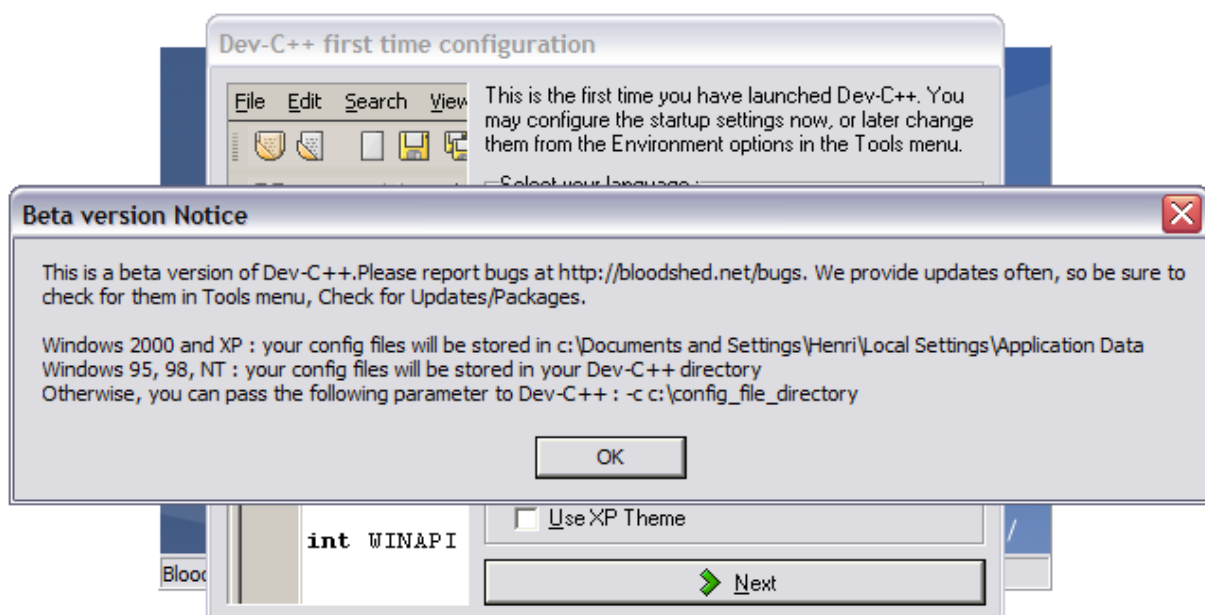 Dev-C++ first time configuration
File Edit Search View
This is the first time you have launched Dev-C++. You
may configure the startup settings now, or later change
them from the Environment options in the Tools menu.
Select your language :
Beta version Notice
This is a beta version of Dev-C++.Please report bugs at http://bloodshed.net/bugs. We provide updates often, so be sure to
check for them in Tools menu, Check for Updates/Packages.
Windows 2000 and XP : your config files will be stored in c:\Documents and Settings\Henri\Local Settings\Application Data
Windows 95, 98, NT : your config files will be stored in your Dev-C++ directory
Otherwise, you can pass the following parameter to Dev-C++ : -c c:\config_file_directory
OK
Use XP Theme
int WINAPI
/
Bloo
Next